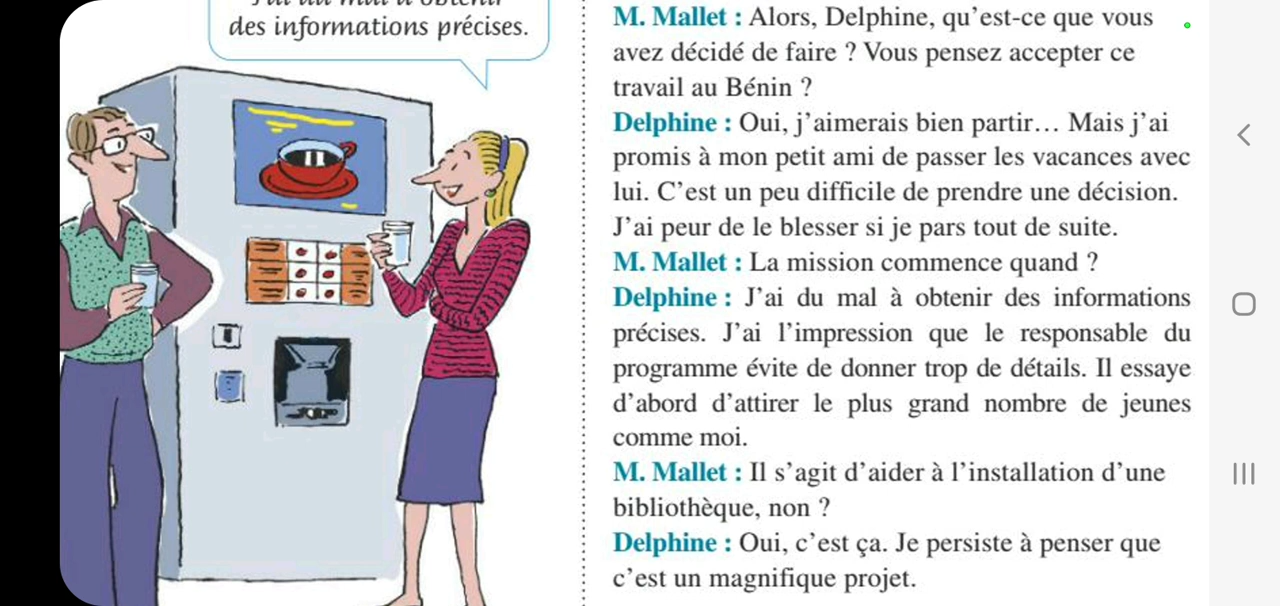 des informations précises.
M. Mallet : Alors, Delphine, qu’est-ce que vous
avez décidé de faire ? Vous pensez accepter ce
travail au Bénin ?
Delphine : Oui, j’aimerais bien partir… Mais j’ai
promis à mon petit ami de passer les vacances avec
lui. C’est un peu difficile de prendre une décision.
J’ai peur de le blesser si je pars tout de suite.
M. Mallet : La mission commence quand ?
Delphine : J’ai du mal à obtenir des informations
précises. J’ai l’impression que le responsable du
programme évite de donner trop de détails. Il essaye
d’abord d’attirer le plus grand nombre de jeunes
comme moi.
M. Mallet : Il s’agit d’aider à l’installation d’une
bibliothèque, non ?
Delphine : Oui, c’est ça. Je persiste à penser que
c’est un magnifique projet.